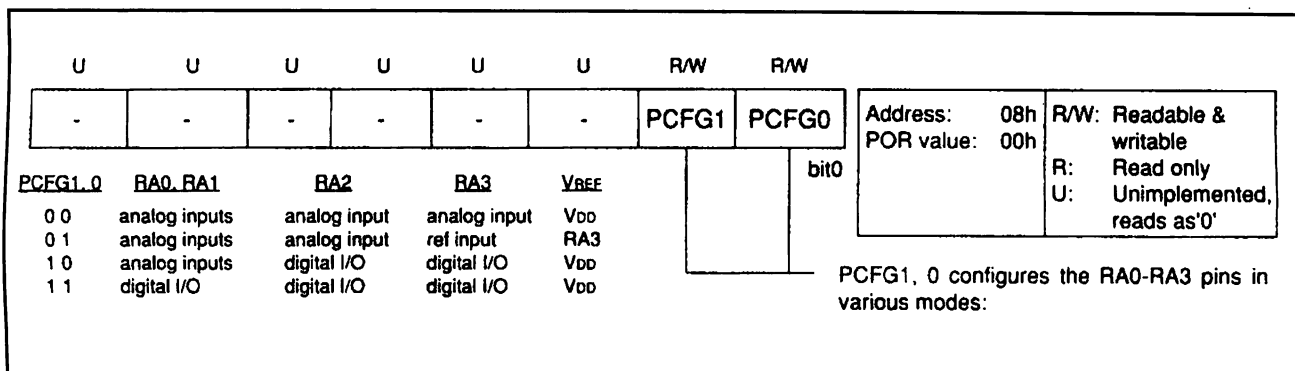 U U U U U U R/W R/W
- - - - - - PCFG1 PCFG0
bit0
Address: 08h
POR value: 00h
R/W: Readable &
writable
R: Read only
U: Unimplemented,
reads as'0'
PCFG1, 0 RA0, RA1 RA2 RA3 VREF
0 0 analog inputs analog input analog input VDD
0 1 analog inputs analog input ref input RA3
1 0 analog inputs digital I/O digital I/O VDD
1 1 digital I/O digital I/O digital I/O VDD
PCFG1, 0 configures the RA0-RA3 pins in
various modes: